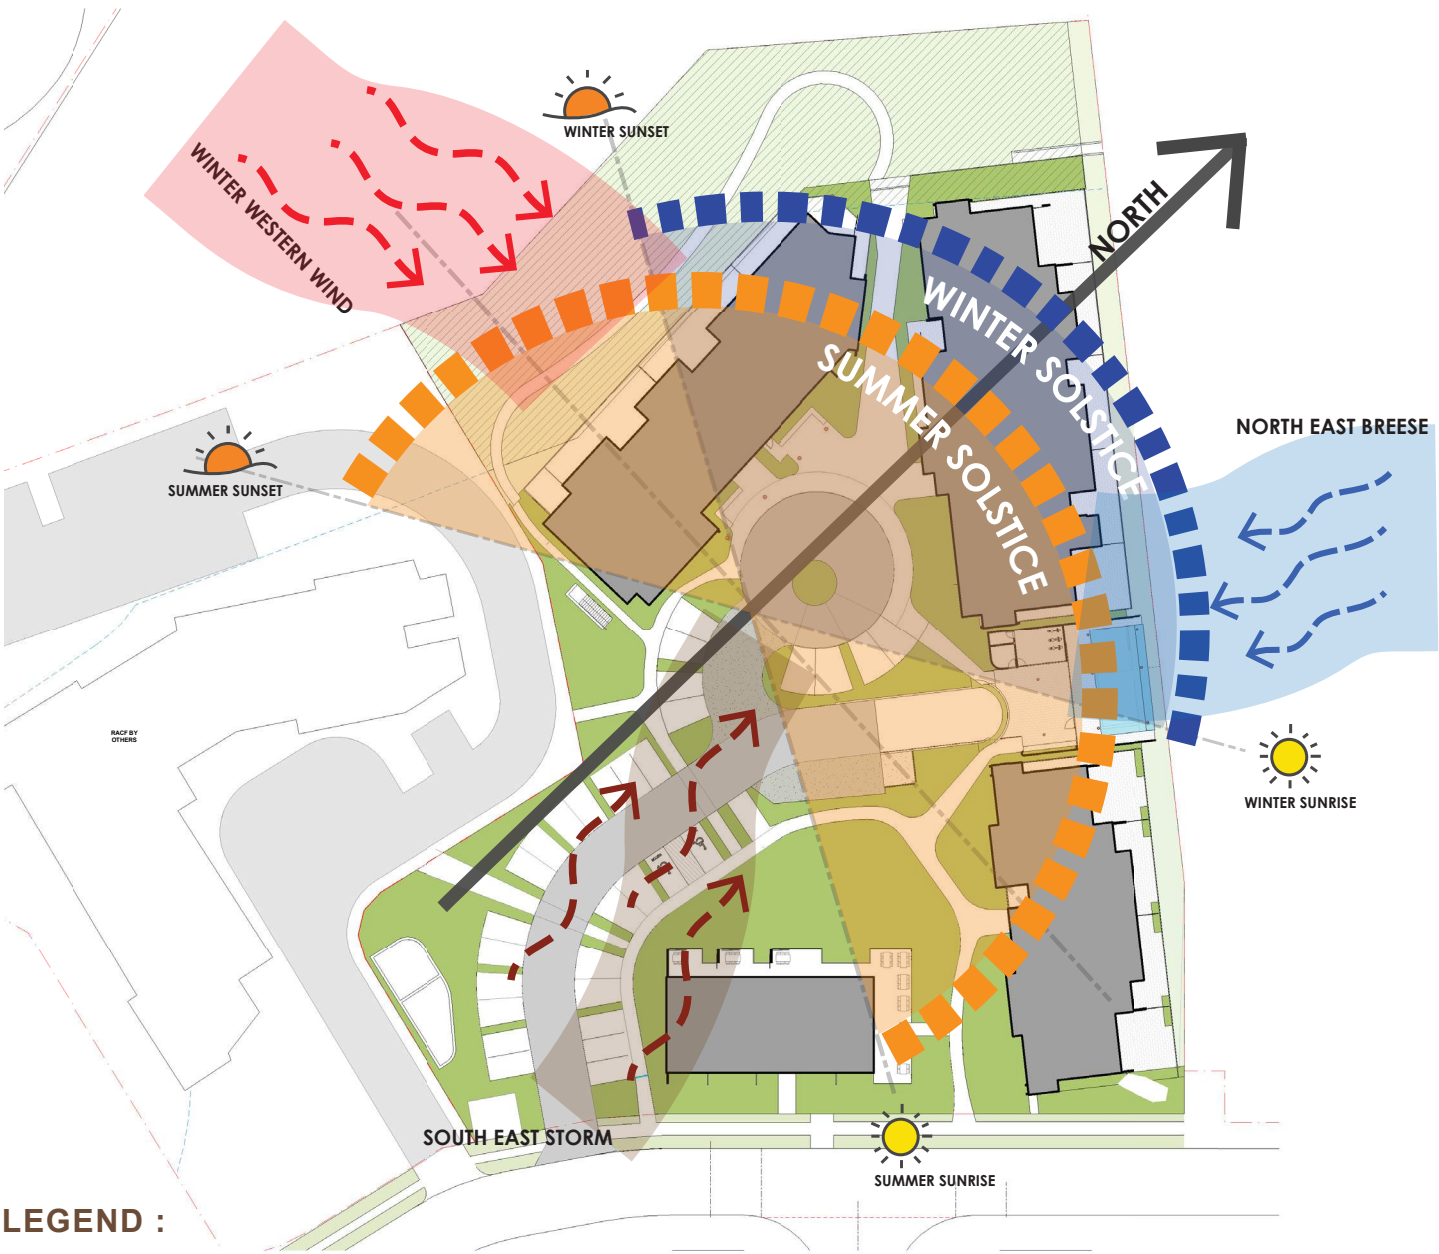 WINTER SUNSET
WINTER WESTERN WIND
NORTH
WINTER SOLSTICE
SUMMER SOLSTICE
NORTH EAST BREESE
SUMMER SUNSET
RACF BY
OTHERS
WINTER SUNRISE
SOUTH EAST STORM
SUMMER SUNRISE
LEGEND :